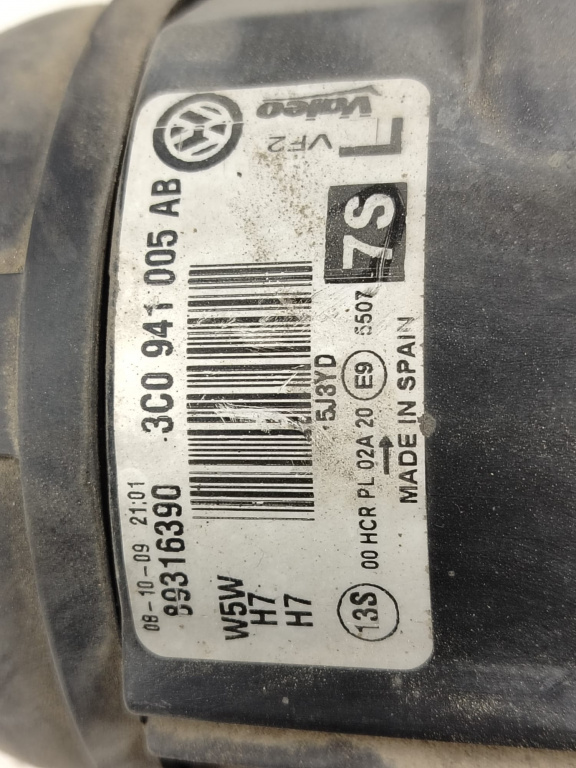 Valeo
VF2
L
7S
3C0 941 005 AB
5J3YD
89316390
08-10-09 21:01
W5W
H7
H7
13S
00 HCR PL 02A 20 E9 5507
MADE IN SPAIN